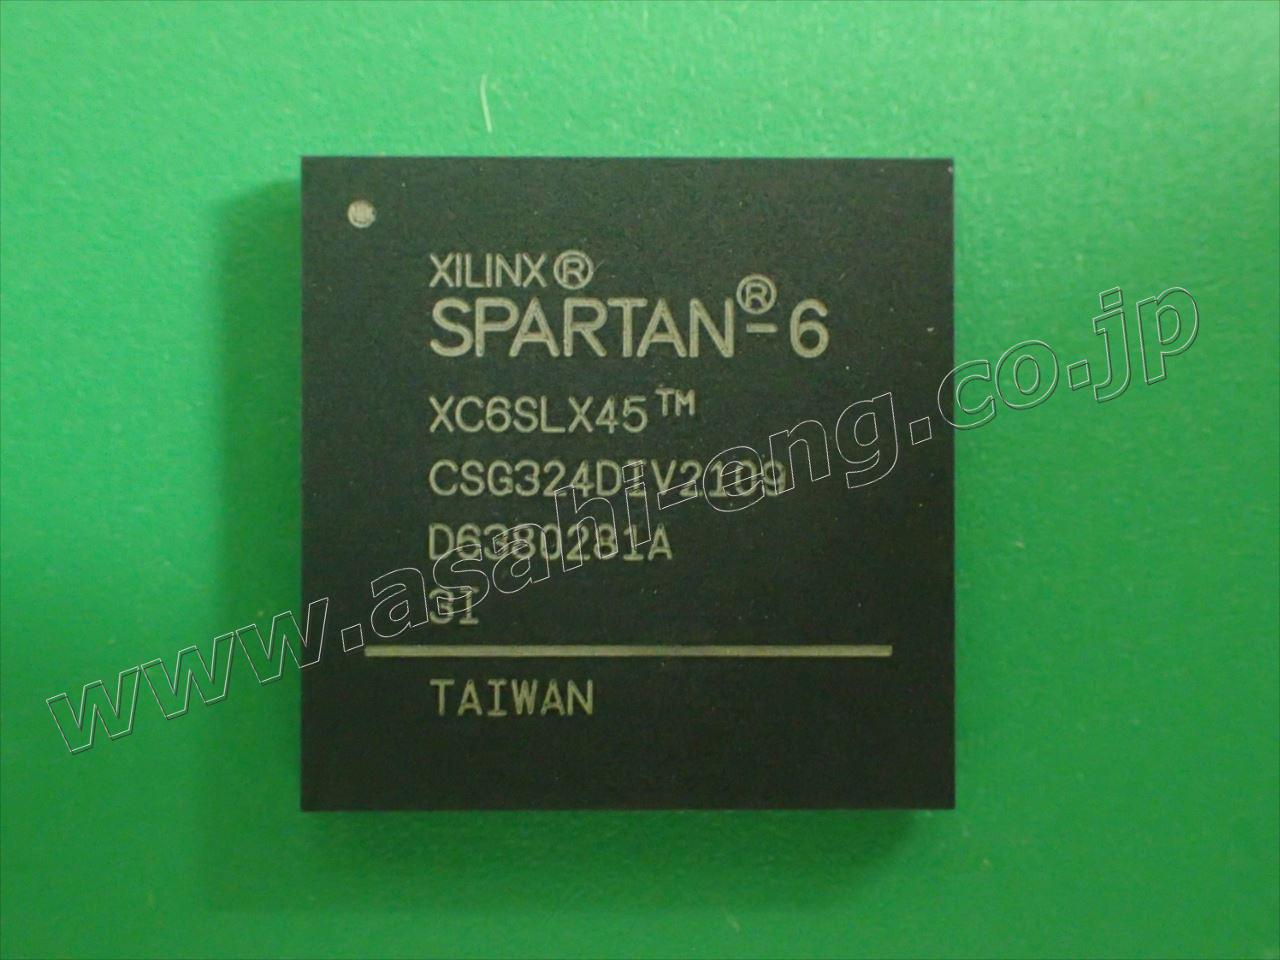 XILINX®
SPARTAN®-6
XC6SLX45™
CSG324DIV2109
D6380281A
3I
TAIWAN
www.asahi-eng.co.jp